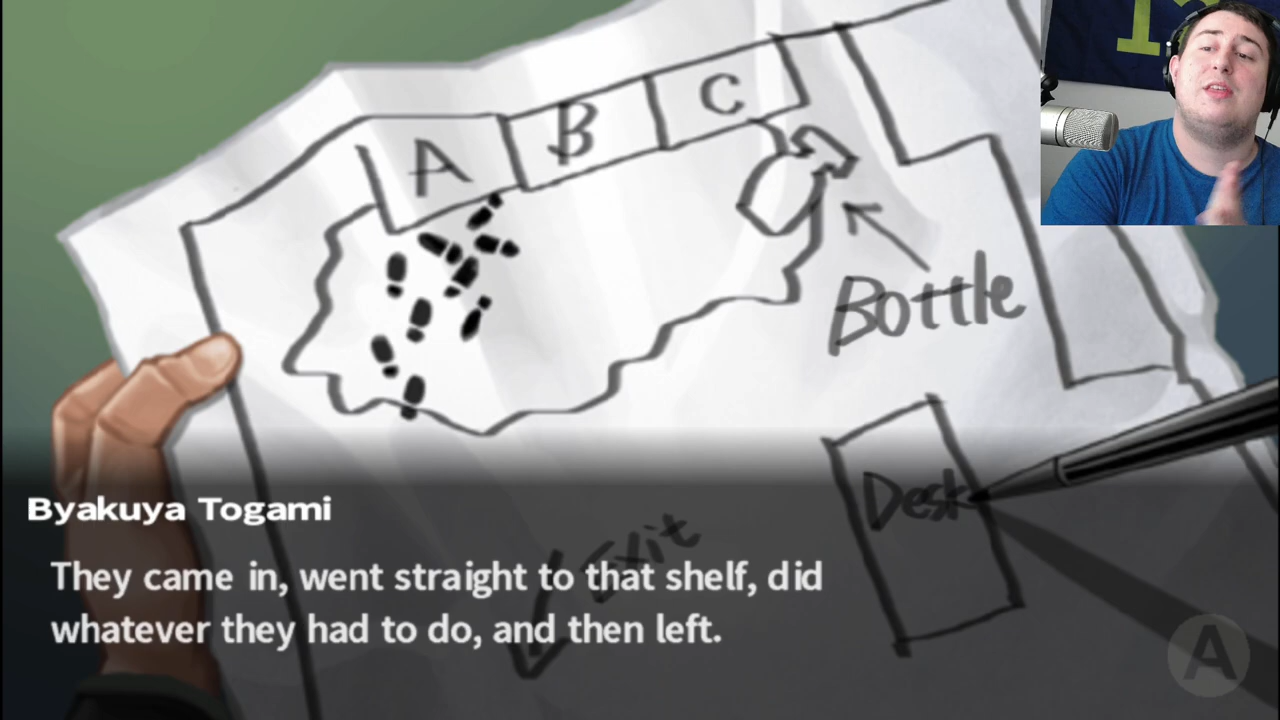 A B C
Bottle
Desk
Exit
Byakuya Togami
They came in, went straight to that shelf, did
whatever they had to do, and then left.
A